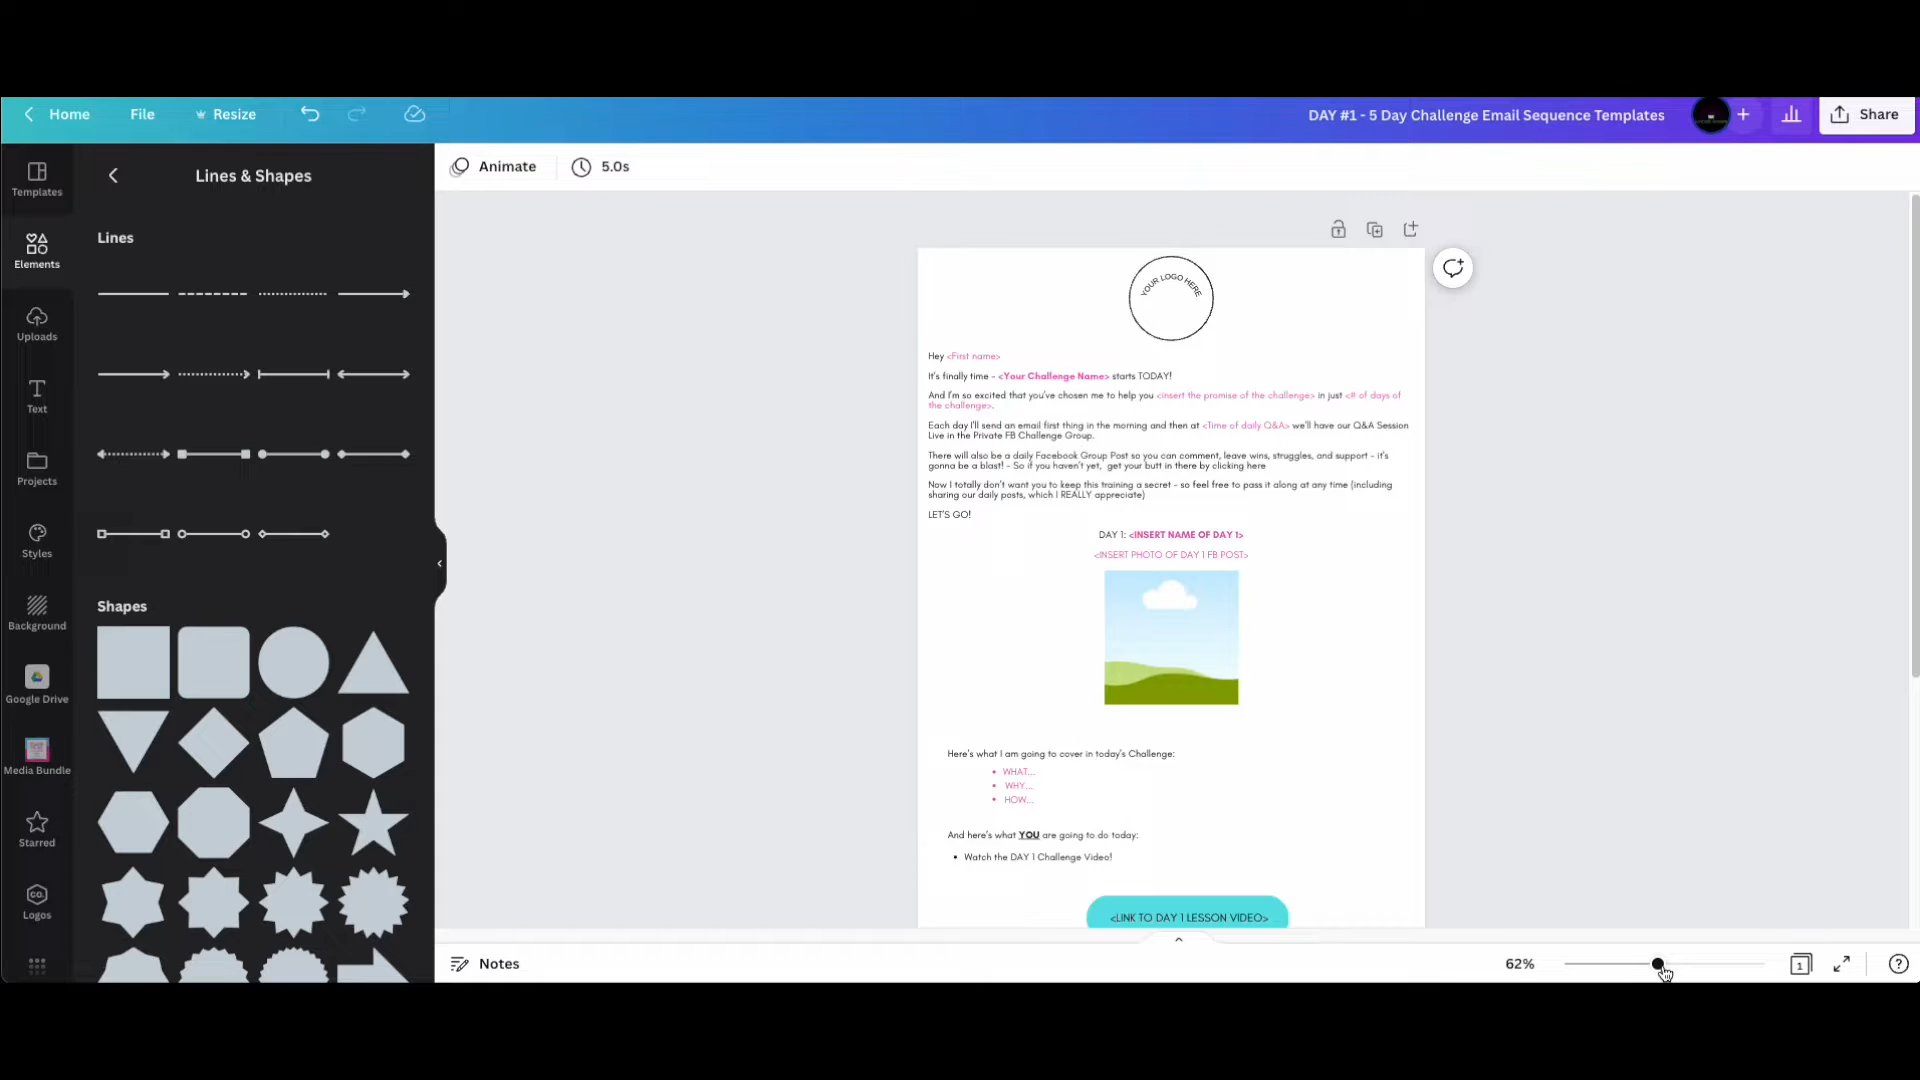 Home File Resize DAY #1 - 5 Day Challenge Email Sequence Templates Share
Templates
Elements
Uploads
Text
Projects
Styles
Background
Google Drive
Media Bundle
Starred
CO.
Logos
Lines & Shapes
Lines
Shapes
Animate 5.0s
YOUR LOGO HERE
Hey <First name>
It's finally time - <Your Challenge Name> starts TODAY!
And I'm so excited that you've chosen me to help you <insert the promise of the challenge> in just <# of days of
the challenge>.
Each day I'll send an email first thing in the morning and then at <Time of daily Q&A> we'll have our Q&A Session
Live in the Private FB Challenge Group.
There will also be a daily Facebook Group Post so you can comment, leave wins, struggles, and support - it's
gonna be a blast! - So if you haven't yet, get your butt in there by clicking here
Now I totally don't want you to keep this training a secret - so feel free to pass it along at any time (including
sharing our daily posts, which I REALLY appreciate)
LET'S GO!
DAY 1: <INSERT NAME OF DAY 1>
<INSERT PHOTO OF DAY 1 FB POST>
Here's what I am going to cover in today's Challenge:
• WHAT...
• WHY...
• HOW...
And here's what YOU are going to do today:
• Watch the DAY 1 Challenge Video!
<LINK TO DAY 1 LESSON VIDEO>
Notes 62% 1 ?